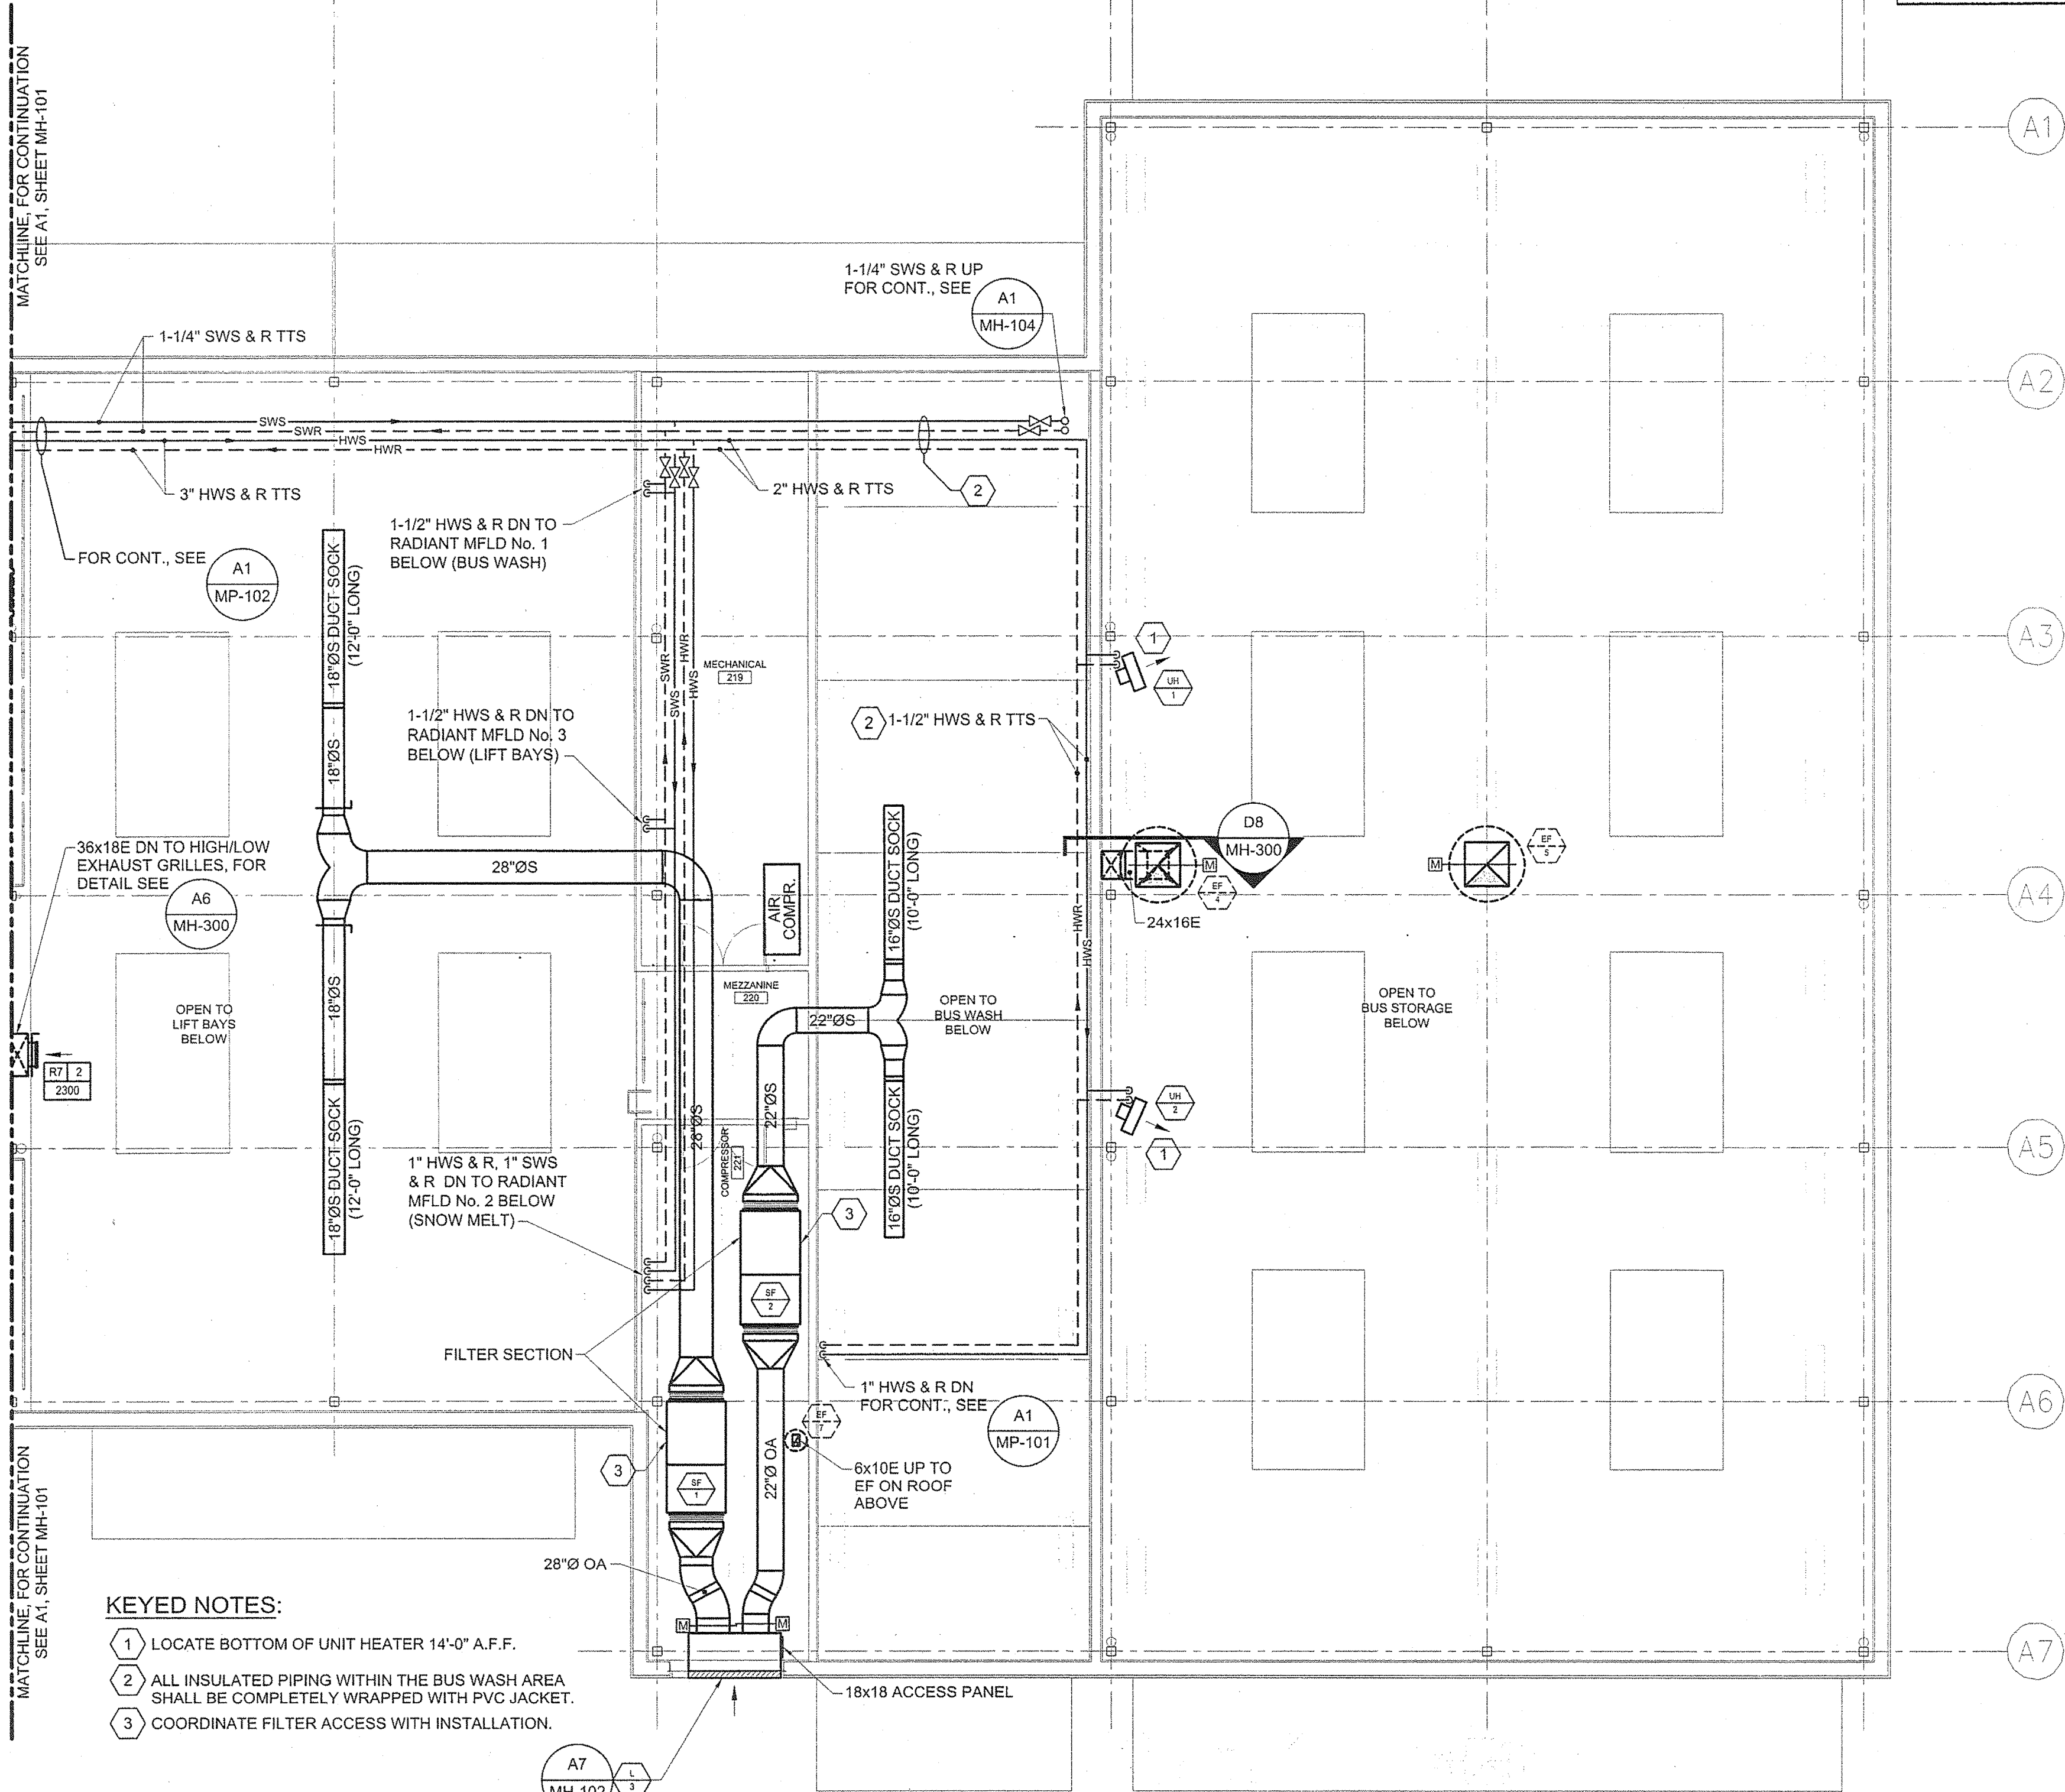 MATCHLINE, FOR CONTINUATION
SEE A1, SHEET MH-101
A1
1-1/4" SWS & R UP
FOR CONT., SEE
A1
MH-104
1-1/4" SWS & R TTS
A2
SWS
SWR
HWS
HWR
3" HWS & R TTS
2" HWS & R TTS
2
1-1/2" HWS & R DN TO
RADIANT MFLD No. 1
BELOW (BUS WASH)
FOR CONT., SEE
A1
MP-102
18"ØS DUCT SOCK
(12'-0" LONG)
A3
1
UH
1
SWR
SWS
HWR
HWS
MECHANICAL
219
1-1/2" HWS & R DN TO
RADIANT MFLD No. 3
BELOW (LIFT BAYS)
2
1-1/2" HWS & R TTS
18"ØS
D8
MH-300
EF
4
EF
5
M
M
24x16E
36x18E DN TO HIGH/LOW
EXHAUST GRILLES, FOR
DETAIL SEE
A6
MH-300
28"ØS
AIR
COMPR.
16"ØS DUCT SOCK
(10'-0" LONG)
HWR
HWS
A4
18"ØS
MEZZANINE
220
22"ØS
OPEN TO
LIFT BAYS
BELOW
OPEN TO
BUS WASH
BELOW
OPEN TO
BUS STORAGE
BELOW
R7 2
2300
18"ØS DUCT SOCK
(12'-0" LONG)
28"ØS
22"ØS
COMPRESSOR
221
16"ØS DUCT SOCK
(10'-0" LONG)
UH
2
1
A5
1" HWS & R, 1" SWS
& R DN TO RADIANT
MFLD No. 2 BELOW
(SNOW MELT)
3
SF
2
FILTER SECTION
1" HWS & R DN
FOR CONT., SEE
A1
MP-101
A6
EF
7
6x10E UP TO
EF ON ROOF
ABOVE
3
SF
1
22"Ø OA
28"Ø OA
M
M
A7
18x18 ACCESS PANEL
MATCHLINE, FOR CONTINUATION
SEE A1, SHEET MH-101
KEYED NOTES:
1 LOCATE BOTTOM OF UNIT HEATER 14'-0" A.F.F.
2 ALL INSULATED PIPING WITHIN THE BUS WASH AREA
SHALL BE COMPLETELY WRAPPED WITH PVC JACKET.
3 COORDINATE FILTER ACCESS WITH INSTALLATION.
A7
MH-102
L
3